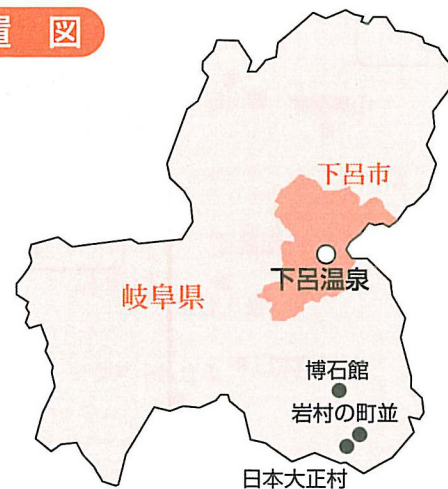 置 図
下呂市
下呂温泉
岐阜県
博石館
岩村の町並
日本大正村